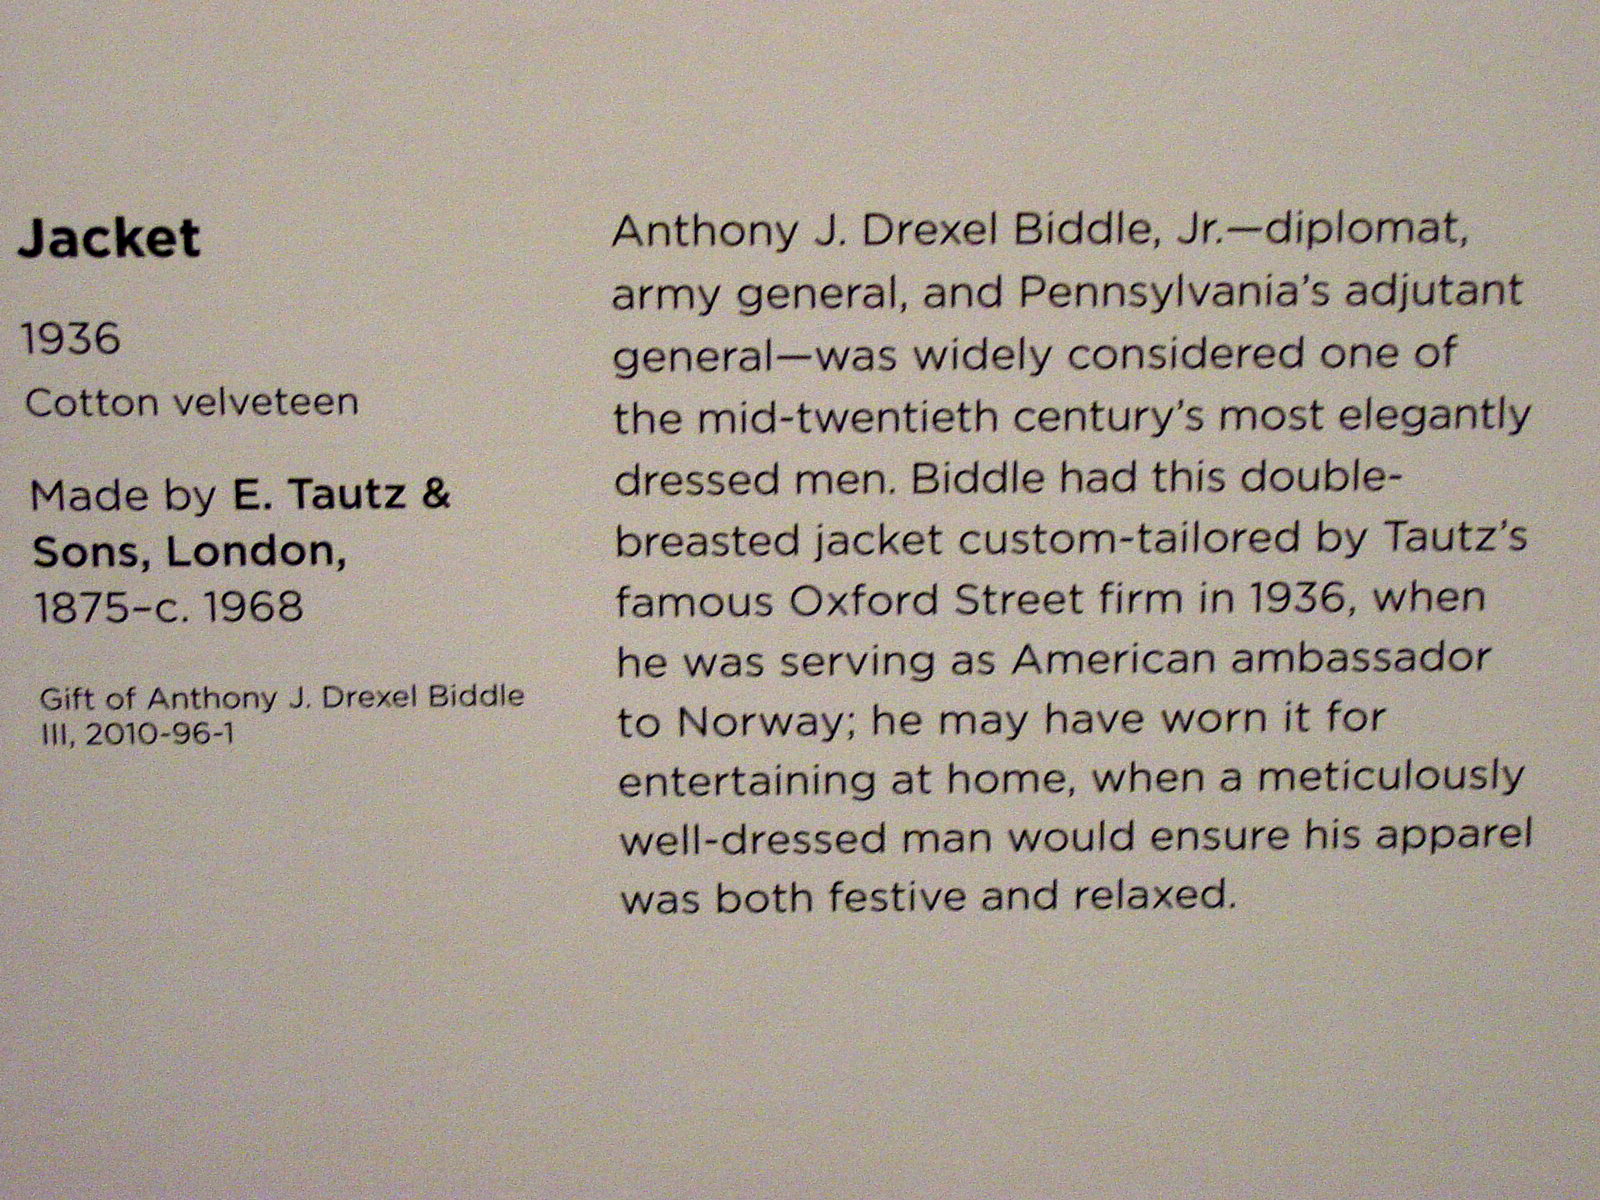 Jacket
1936
Cotton velveteen
Made by E. Tautz &
Sons, London,
1875–c. 1968
Gift of Anthony J. Drexel Biddle
III, 2010-96-1
Anthony J. Drexel Biddle, Jr.—diplomat,
army general, and Pennsylvania’s adjutant
general—was widely considered one of
the mid-twentieth century’s most elegantly
dressed men. Biddle had this double-
breasted jacket custom-tailored by Tautz’s
famous Oxford Street firm in 1936, when
he was serving as American ambassador
to Norway; he may have worn it for
entertaining at home, when a meticulously
well-dressed man would ensure his apparel
was both festive and relaxed.